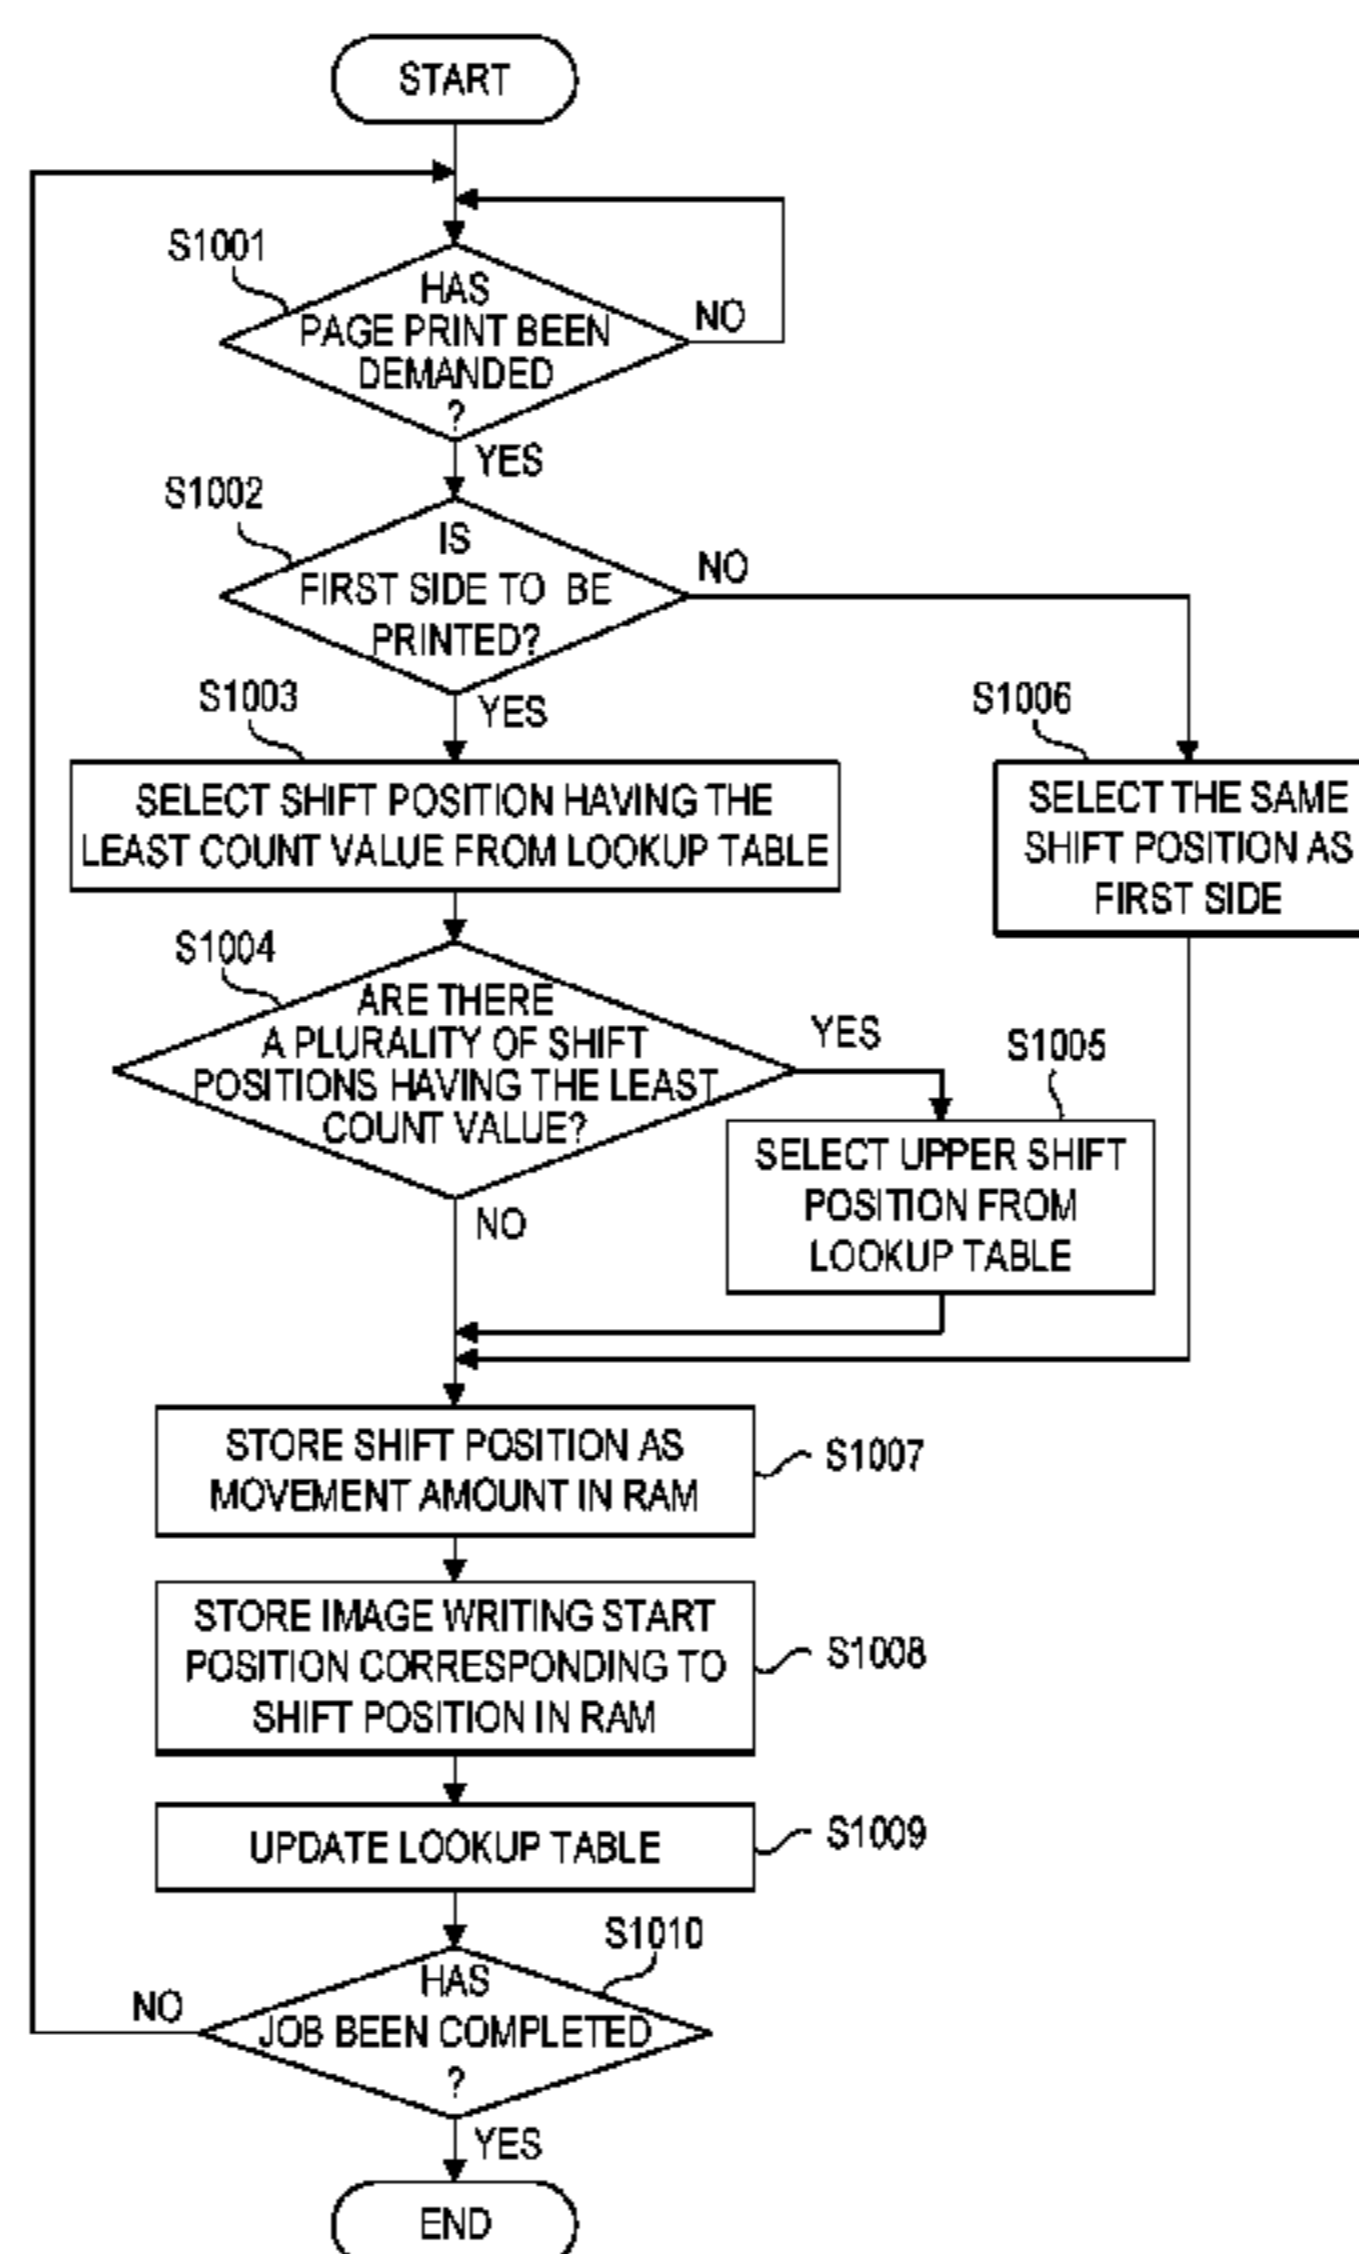 START
S1001
HAS
PAGE PRINT BEEN
DEMANDED
?
NO
YES
S1002
IS
FIRST SIDE TO BE
PRINTED?
NO
YES
S1003
SELECT SHIFT POSITION HAVING THE
LEAST COUNT VALUE FROM LOOKUP TABLE
S1006
SELECT THE SAME
SHIFT POSITION AS
FIRST SIDE
S1004
ARE THERE
A PLURALITY OF SHIFT
POSITIONS HAVING THE LEAST
COUNT VALUE?
YES
NO
S1005
SELECT UPPER SHIFT
POSITION FROM
LOOKUP TABLE
STORE SHIFT POSITION AS
MOVEMENT AMOUNT IN RAM
S1007
STORE IMAGE WRITING START
POSITION CORRESPONDING TO
SHIFT POSITION IN RAM
S1008
UPDATE LOOKUP TABLE
S1009
S1010
HAS
JOB BEEN COMPLETED
?
NO
YES
END